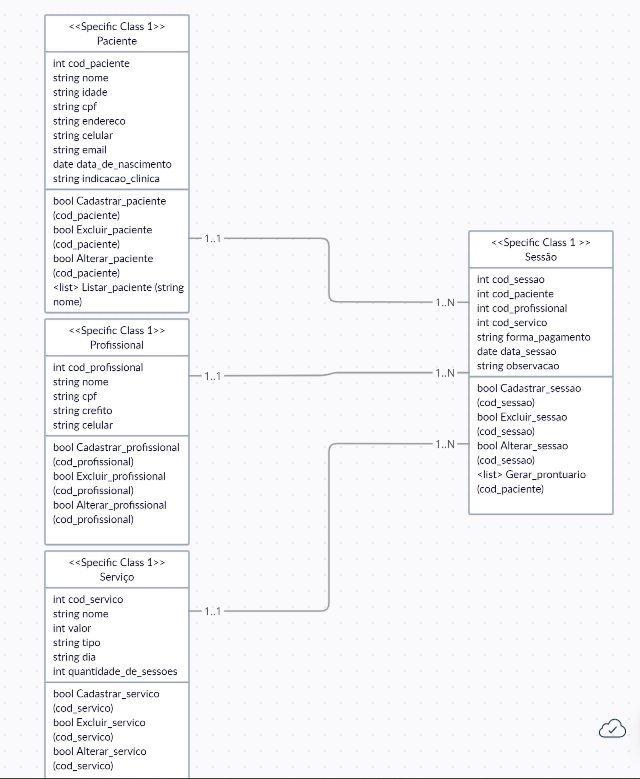 <<Specific Class 1>>
Paciente
int cod_paciente
string nome
string idade
string cpf
string endereco
string celular
string email
date data_de_nascimento
string indicacao_clinica
bool Cadastrar_paciente
(cod_paciente)
bool Excluir_paciente
(cod_paciente)
bool Alterar_paciente
(cod_paciente)
<list> Listar_paciente (string
nome)
1..1
1..N
<<Specific Class 1>>
Profissional
int cod_profissional
string nome
string cpf
string crefito
string celular
bool Cadastrar_profissional
(cod_profissional)
bool Excluir_profissional
(cod_profissional)
bool Alterar_profissional
(cod_profissional)
1..1
1..N
<<Specific Class 1>>
Serviço
int cod_servico
string nome
int valor
string tipo
string dia
int quantidade_de_sessoes
bool Cadastrar_servico
(cod_servico)
bool Excluir_servico
(cod_servico)
bool Alterar_servico
(cod_servico)
1..1
1..N
<<Specific Class 1 >>
Sessão
int cod_sessao
int cod_paciente
int cod_profissional
int cod_servico
string forma_pagamento
date data_sessao
string observacao
bool Cadastrar_sessao
(cod_sessao)
bool Excluir_sessao
(cod_sessao)
bool Alterar_sessao
(cod_sessao)
<list> Gerar_prontuario
(cod_paciente)